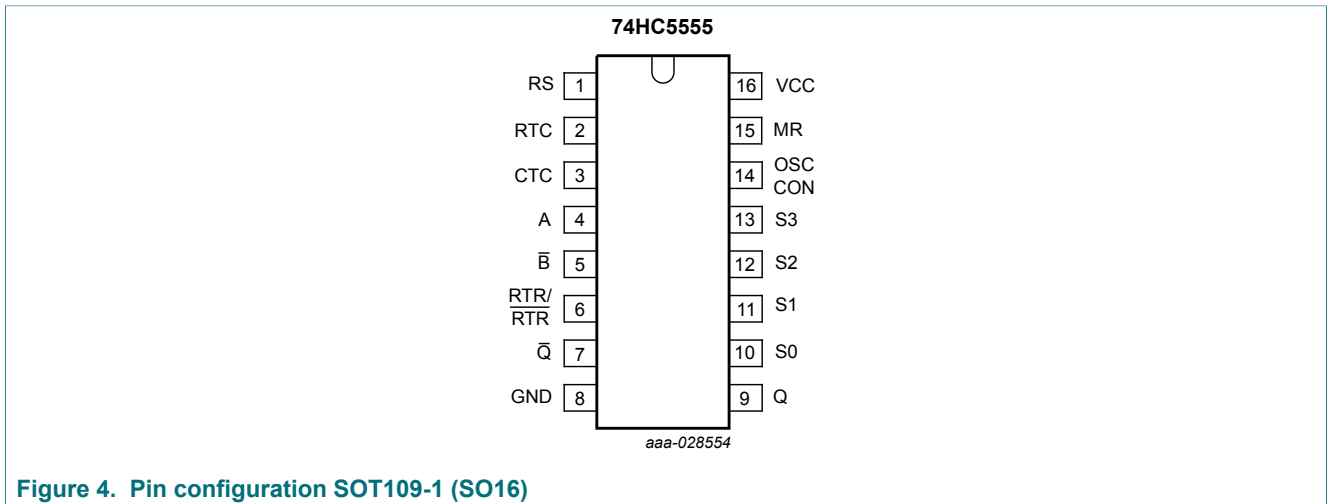 74HC5555
RS 1
16 VCC
RTC 2
15 MR
CTC 3
14 OSC
CON
A 4
13 S3
B̅ 5
12 S2
RTR/
R̅T̅R̅ 6
11 S1
Q̅ 7
10 S0
GND 8
9 Q
aaa-028554
Figure 4. Pin configuration SOT109-1 (SO16)